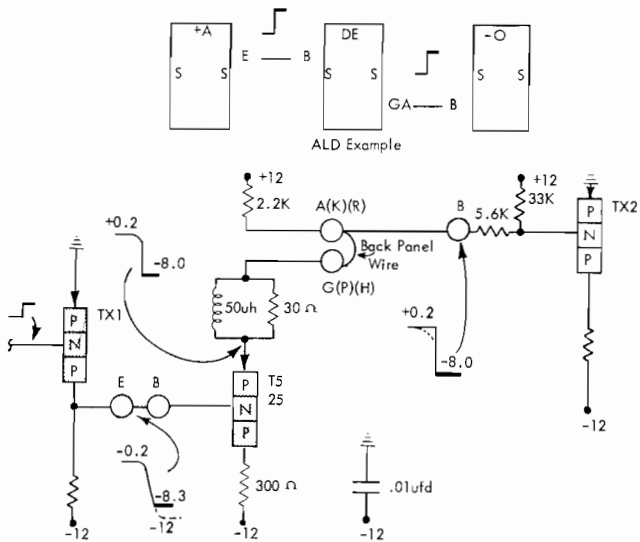 +A
DE
-O
E
B
S
S
S
S
S
S
GA
B
ALD Example
+12
2.2K
A(K)(R)
B
5.6K
+12
33K
TX2
P
N
P
Back Panel
Wire
G(P)(H)
+0.2
-8.0
50uh
30 Ω
TX1
P
N
P
+0.2
-8.0
E
B
P
N
P
T5
25
-0.2
-8.3
-12
300 Ω
.01ufd
-12
-12
-12
-12